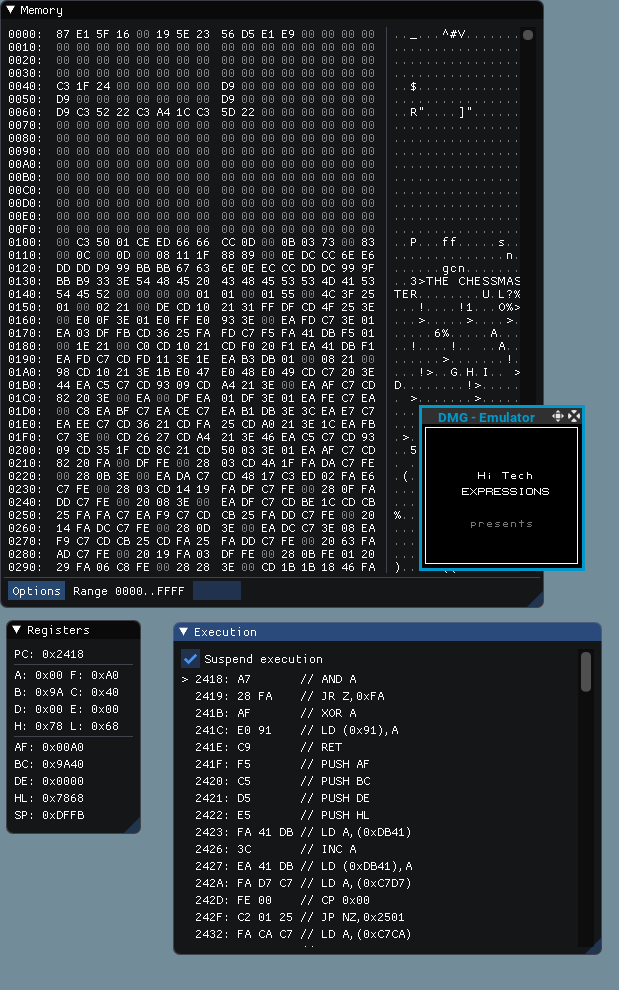 Memory
0000: 87 E1 5F 16 00 19 5E 23 56 D5 E1 E9 00 00 00 00 .._...^#V.......
0010: 00 00 00 00 00 00 00 00 00 00 00 00 00 00 00 00 ................
0020: 00 00 00 00 00 00 00 00 00 00 00 00 00 00 00 00 ................
0030: 00 00 00 00 00 00 00 00 00 00 00 00 00 00 00 00 ................
0040: C3 1F 24 00 00 00 00 00 D9 00 00 00 00 00 00 00 ..$.............
0050: D9 00 00 00 00 00 00 00 D9 00 00 00 00 00 00 00 ................
0060: D9 C3 52 22 C3 A4 1C C3 5D 22 00 00 00 00 00 00 ..R"....]"......
0070: 00 00 00 00 00 00 00 00 00 00 00 00 00 00 00 00 ................
0080: 00 00 00 00 00 00 00 00 00 00 00 00 00 00 00 00 ................
0090: 00 00 00 00 00 00 00 00 00 00 00 00 00 00 00 00 ................
00A0: 00 00 00 00 00 00 00 00 00 00 00 00 00 00 00 00 ................
00B0: 00 00 00 00 00 00 00 00 00 00 00 00 00 00 00 00 ................
00C0: 00 00 00 00 00 00 00 00 00 00 00 00 00 00 00 00 ................
00D0: 00 00 00 00 00 00 00 00 00 00 00 00 00 00 00 00 ................
00E0: 00 00 00 00 00 00 00 00 00 00 00 00 00 00 00 00 ................
00F0: 00 00 00 00 00 00 00 00 00 00 00 00 00 00 00 00 ................
0100: 00 C3 50 01 CE ED 66 66 CC 0D 00 0B 03 73 00 83 ..P...ff.....s..
0110: 00 0C 00 0D 00 08 11 1F 88 89 00 0E DC CC 6E E6 ..............n.
0120: DD DD D9 99 BB BB 67 63 6E 0E EC CC DD DC 99 9F ......gcn.......
0130: BB B9 33 3E 54 48 45 20 43 48 45 53 53 4D 41 53 ..3>THE CHESSMAS
0140: 54 45 52 00 00 00 00 01 01 00 01 55 00 4C 3F 25 TER........U.L?%
0150: 01 00 02 21 00 DE CD 10 21 31 FF DF CD 4F 25 3E ...!....!1...O%>
0160: 00 E0 0F 3E 01 E0 FF E0 93 3E 00 EA FD C7 3E 01 ...>.....>....>.
0170: EA 03 DF FB CD 36 25 FA FD C7 F5 FA 41 DB F5 01 .....6%.....A...
0180: 00 1E 21 00 C0 CD 10 21 CD F0 20 F1 EA 41 DB F1 ..!....!.. ..A..
0190: EA FD C7 CD FD 11 3E 1E EA B3 DB 01 00 08 21 00 ......>.......!.
01A0: 98 CD 10 21 3E 1B E0 47 E0 48 E0 49 CD C7 20 3E ...!>..G.H.I.. >
01B0: 44 EA C5 C7 CD 93 09 CD A4 21 3E 00 EA AF C7 CD D........!>.....
01C0: 82 20 3E 00 EA 00 DF EA 01 DF 3E 01 EA FE C7 EA . >.......>.....
01D0: 00 C8 EA BF C7 EA CE C7 EA B1 DB 3E 3C EA E7 C7
01E0: EA EE C7 CD 36 21 CD FA 25 CD 0A 21 3E 1C EA FB
01F0: C7 3E 00 CD 26 27 CD A4 21 3E 46 EA C5 C7 CD 93 .>
0200: 09 CD 35 1F CD 8C 21 CD 50 03 3E 01 EA AF C7 CD ..5
0210: 82 20 FA 00 DF FE 00 28 03 CD 4A 1F FA DA C7 FE
0220: 00 28 0B 3E 00 EA DA C7 CD 48 17 C3 ED 02 FA E6 .(.
0230: C7 FE 00 28 03 CD 14 19 FA DF C7 FE 00 28 0F FA
0240: DC C7 FE 00 20 08 3E 00 EA DF C7 CD BE 1C CD CB
0250: 25 FA FA C7 EA F9 C7 CD CB 25 FA DD C7 FE 00 20 %..
0260: 14 FA DC C7 FE 00 28 0D 3E 00 EA DC C7 3E 08 EA
0270: F9 C7 CD CB 25 CD FA 25 FA DD C7 FE 00 20 63 FA
0280: AD C7 FE 00 20 19 FA 03 DF FE 00 28 0B FE 01 20
0290: 29 FA 06 C8 FE 00 28 28 3E 00 CD 1B 1B 18 46 FA )..
Options Range 0000..FFFF
DMG - Emulator
Hi Tech
EXPRESSIONS
presents
Registers
PC: 0x2418
A: 0x00 F: 0xA0
B: 0x9A C: 0x40
D: 0x00 E: 0x00
H: 0x78 L: 0x68
AF: 0x00A0
BC: 0x9A40
DE: 0x0000
HL: 0x7868
SP: 0xDFFB
Execution
Suspend execution
> 2418: A7 // AND A
2419: 28 FA // JR Z,0xFA
241B: AF // XOR A
241C: E0 91 // LD (0x91),A
241E: C9 // RET
241F: F5 // PUSH AF
2420: C5 // PUSH BC
2421: D5 // PUSH DE
2422: E5 // PUSH HL
2423: FA 41 DB // LD A,(0xDB41)
2426: 3C // INC A
2427: EA 41 DB // LD (0xDB41),A
242A: FA D7 C7 // LD A,(0xC7D7)
242D: FE 00 // CP 0x00
242F: C2 01 25 // JP NZ,0x2501
2432: FA CA C7 // LD A,(0xC7CA)